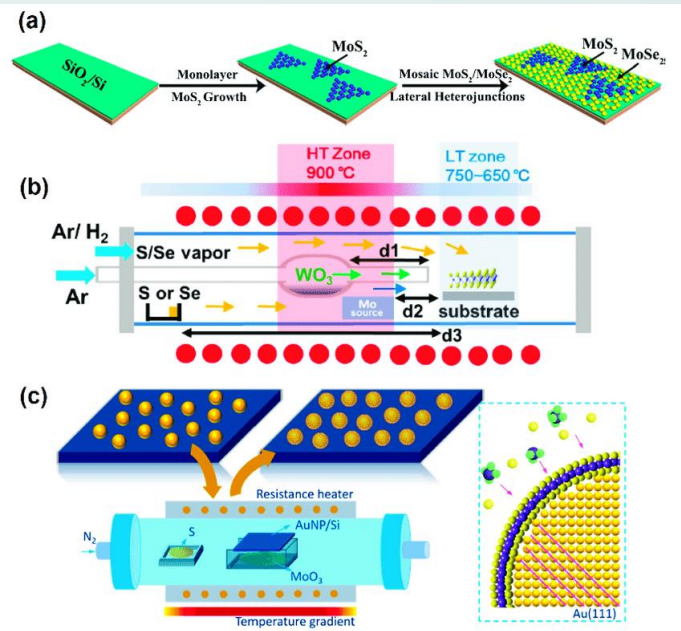 (a)
SiO2/Si
Monolayer
MoS2 Growth
MoS2
Mosaic MoS2/MoSe2
Lateral Heterojunctions
MoS2
MoSe2S
(b)
HT Zone
900 °C
LT zone
750~650 °C
Ar/ H2
S/Se vapor
d1
Ar
WO3
S or Se
Mo
source
d2
substrate
d3
(c)
Resistance heater
N2
S
AuNP/Si
MoO3
Temperature gradient
Au(111)